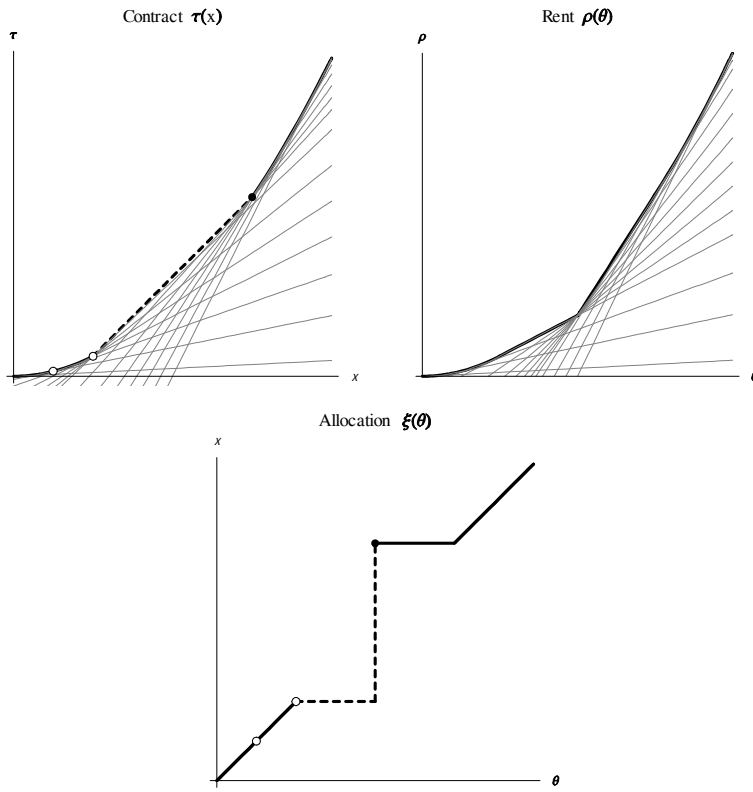 Contract τ(x)
τ
x
Rent ρ(θ)
ρ
Allocation ξ(θ)
x
θ